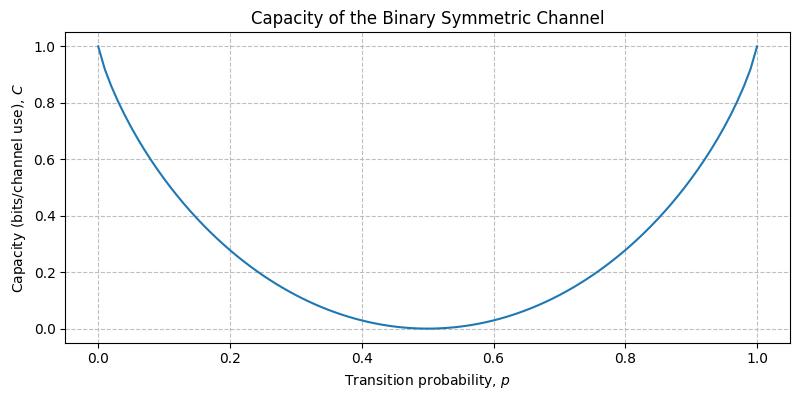 Capacity of the Binary Symmetric Channel
Capacity (bits/channel use), C
1.0
0.8
0.6
0.4
0.2
0.0
0.0 0.2 0.4 0.6 0.8 1.0
Transition probability, p